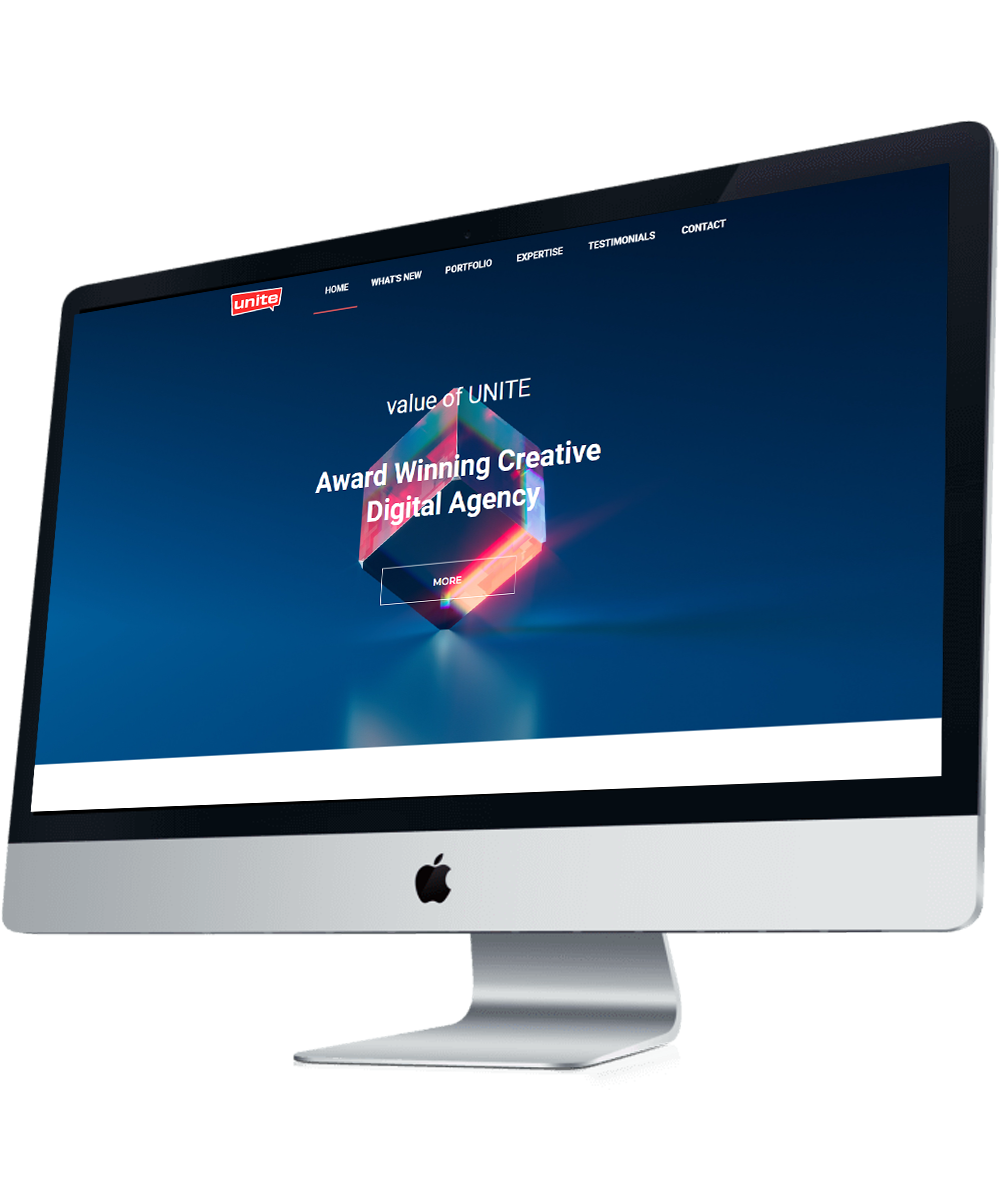 unite
HOME
WHAT'S NEW
PORTFOLIO
EXPERTISE
TESTIMONIALS
CONTACT
value of UNITE
Award Winning Creative
Digital Agency
MORE